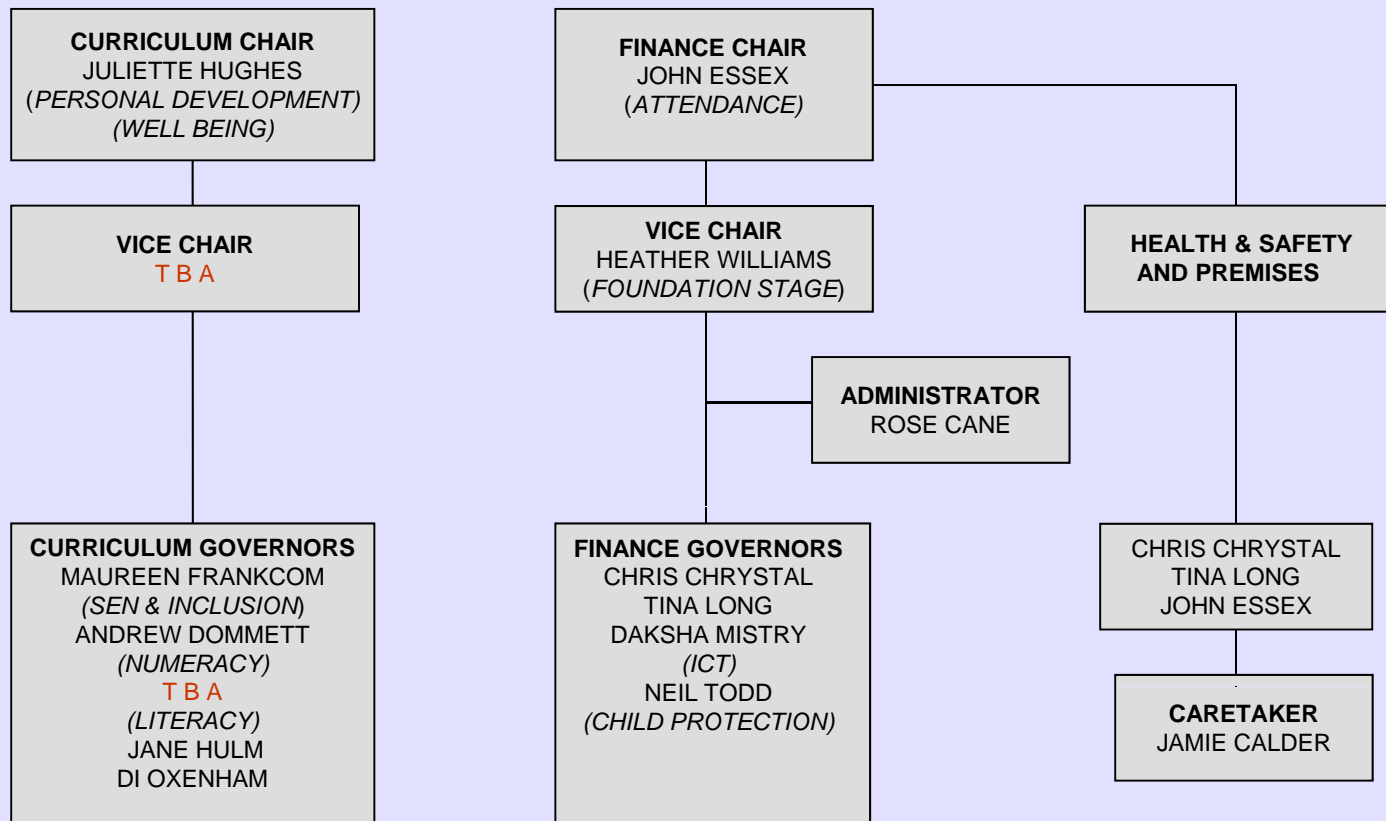 CURRICULUM CHAIR
JULIETTE HUGHES
(PERSONAL DEVELOPMENT)
(WELL BEING)
FINANCE CHAIR
JOHN ESSEX
(ATTENDANCE)
VICE CHAIR
T B A
VICE CHAIR
HEATHER WILLIAMS
(FOUNDATION STAGE)
HEALTH & SAFETY
AND PREMISES
ADMINISTRATOR
ROSE CANE
CURRICULUM GOVERNORS
MAUREEN FRANKCOM
(SEN & INCLUSION)
ANDREW DOMMETT
(NUMERACY)
T B A
(LITERACY)
JANE HULM
DI OXENHAM
FINANCE GOVERNORS
CHRIS CHRYSTAL
TINA LONG
DAKSHA MISTRY
(ICT)
NEIL TODD
(CHILD PROTECTION)
CHRIS CHRYSTAL
TINA LONG
JOHN ESSEX
CARETAKER
JAMIE CALDER